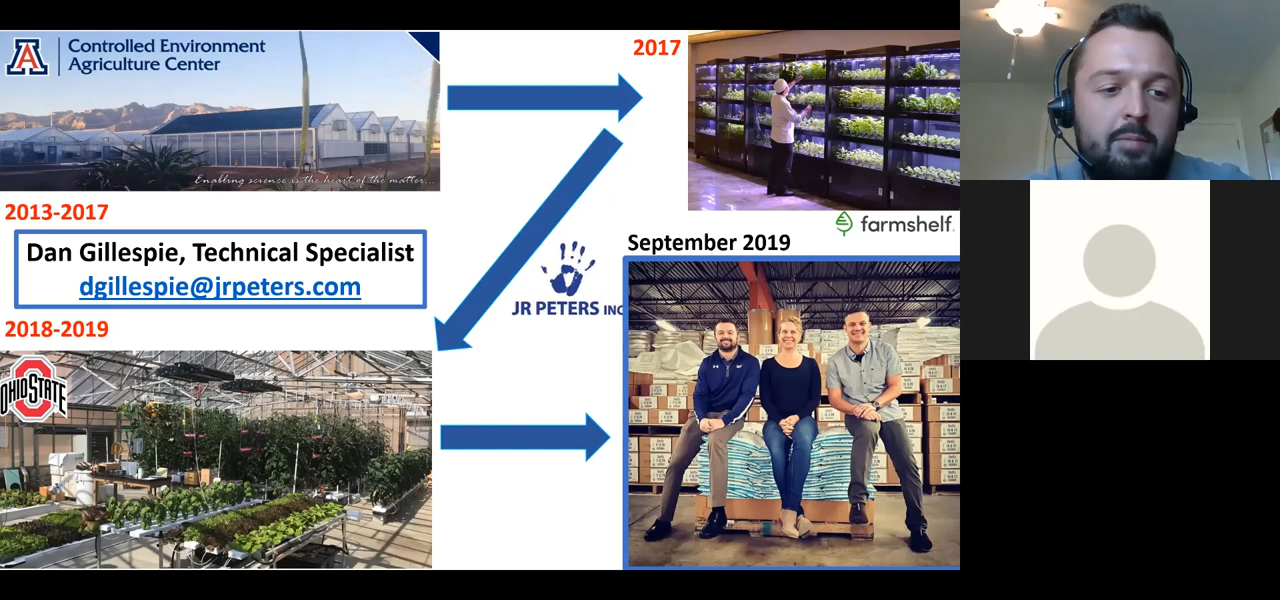 A
Controlled Environment
Agriculture Center
Enabling science is the heart of the matter...
2013-2017
2017
farmshelf.
Dan Gillespie, Technical Specialist
dgillespie@jrpeters.com
JR PETERS INC
September 2019
2018-2019
OHIO STATE